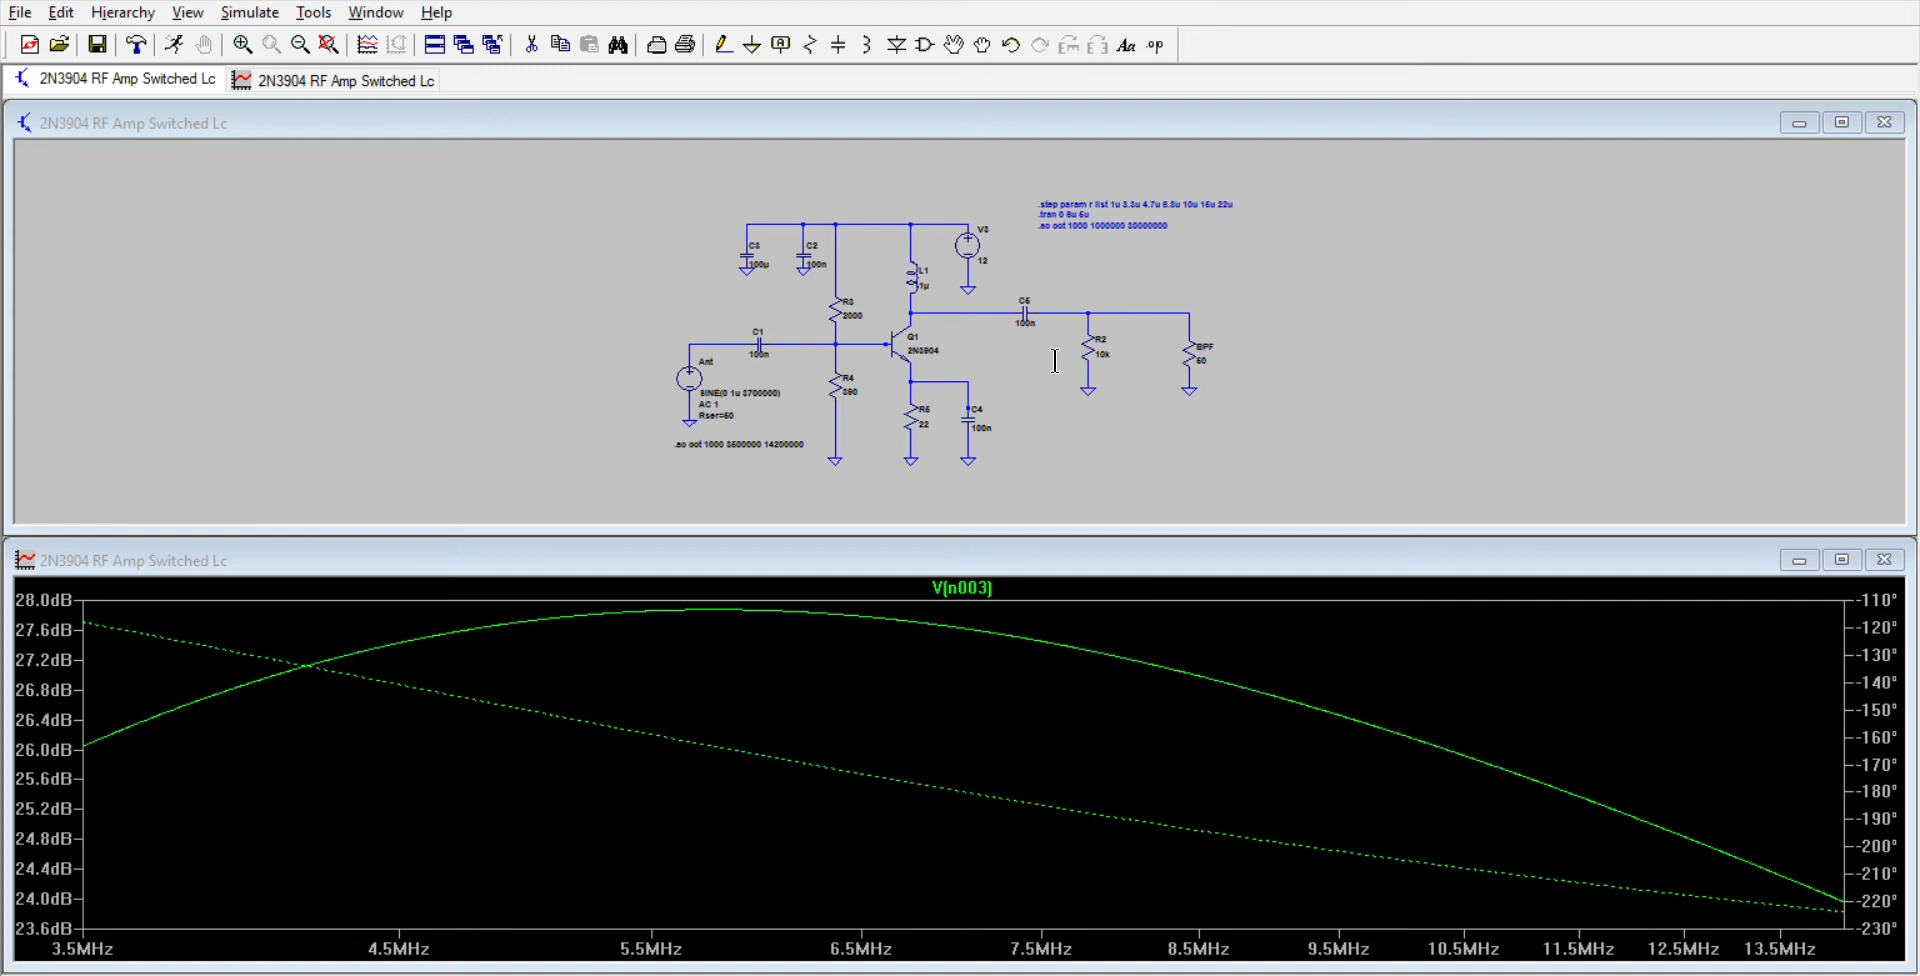 File Edit Hierarchy View Simulate Tools Window Help
2N3904 RF Amp Switched Lc
2N3904 RF Amp Switched Lc
2N3904 RF Amp Switched Lc
.step param r list 1u 3.3u 4.7u 6.8u 10u 15u 22u
.tran 0 6u 5u
.ac oct 1000 1000000 30000000
C3
100µ
C2
100n
V3
12
L1
1µ
R3
2000
C1
100n
Q1
2N3904
C5
100n
R2
10k
BPF
50
Ant
SINE(0 1u 3700000)
AC 1
Rser=50
R4
390
R5
22
C4
100n
.ac oct 1000 3500000 14200000
2N3904 RF Amp Switched Lc
V(n003)
28.0dB
27.6dB
27.2dB
26.8dB
26.4dB
26.0dB
25.6dB
25.2dB
24.8dB
24.4dB
24.0dB
23.6dB
-110°
-120°
-130°
-140°
-150°
-160°
-170°
-180°
-190°
-200°
-210°
-220°
-230°
3.5MHz 4.5MHz 5.5MHz 6.5MHz 7.5MHz 8.5MHz 9.5MHz 10.5MHz 11.5MHz 12.5MHz 13.5MHz